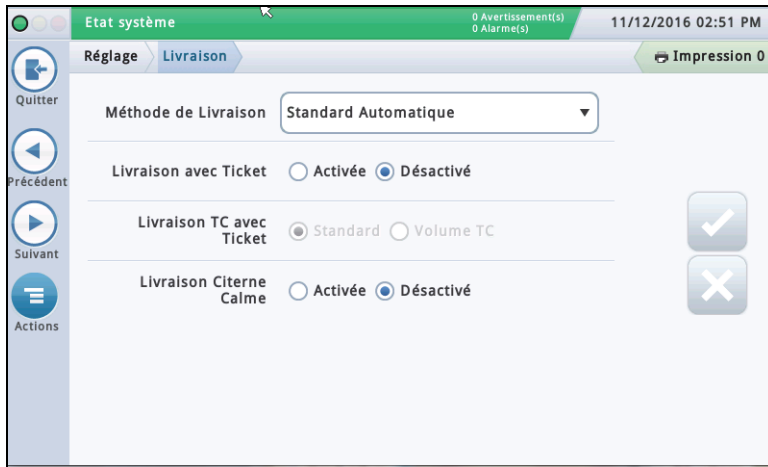 Etat système
0 Avertissement(s)
0 Alarme(s)
11/12/2016 02:51 PM
Réglage Livraison
Impression 0
Quitter
Précédent
Suivant
Actions
Méthode de Livraison Standard Automatique
Livraison avec Ticket Activée Désactivé
Livraison TC avec
Ticket
Standard Volume TC
Livraison Citerne
Calme
Activée Désactivé